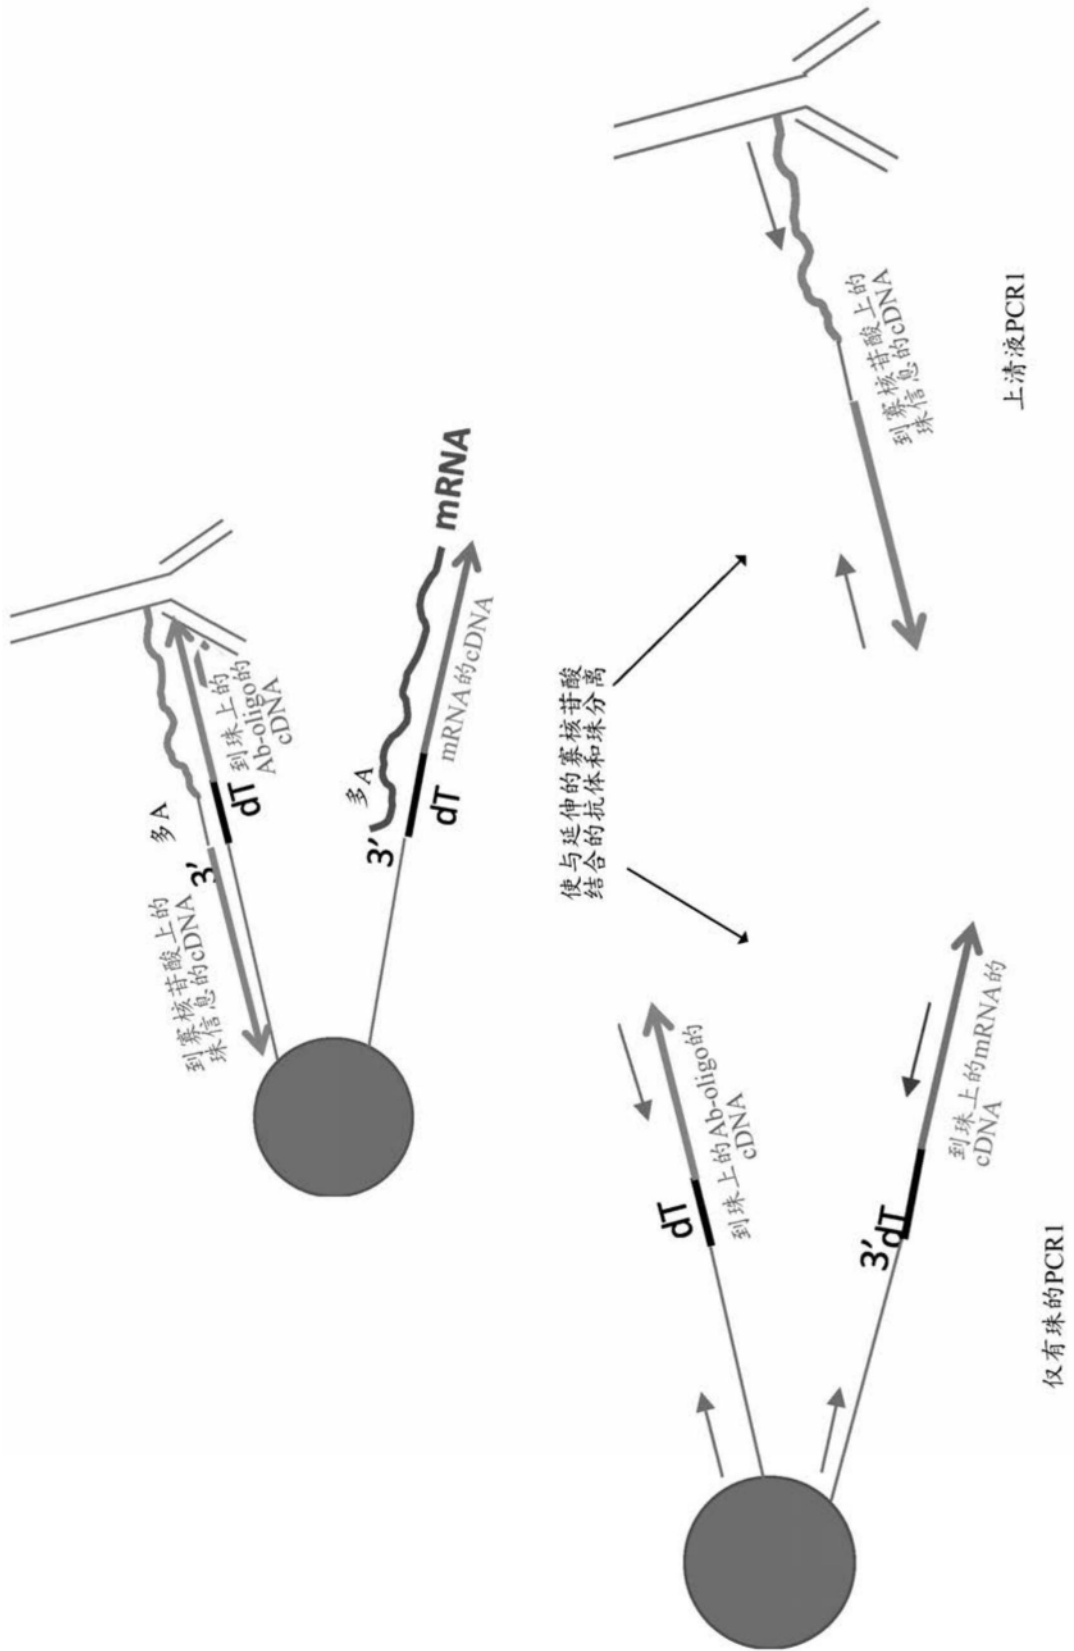 到寡核苷酸上的
珠信息的cDNA
3'
多A
dT
到珠上的
Ab-oligo的
cDNA
3'
多A
dT
mRNA的cDNA
mRNA
使与延伸的寡核苷酸
结合的抗体和珠分离
dT
到珠上的Ab-oligo的
cDNA
3'
dT
到珠上的mRNA的
cDNA
仅有珠的PCR1
到寡核苷酸上的
珠信息的cDNA
上清液PCR1